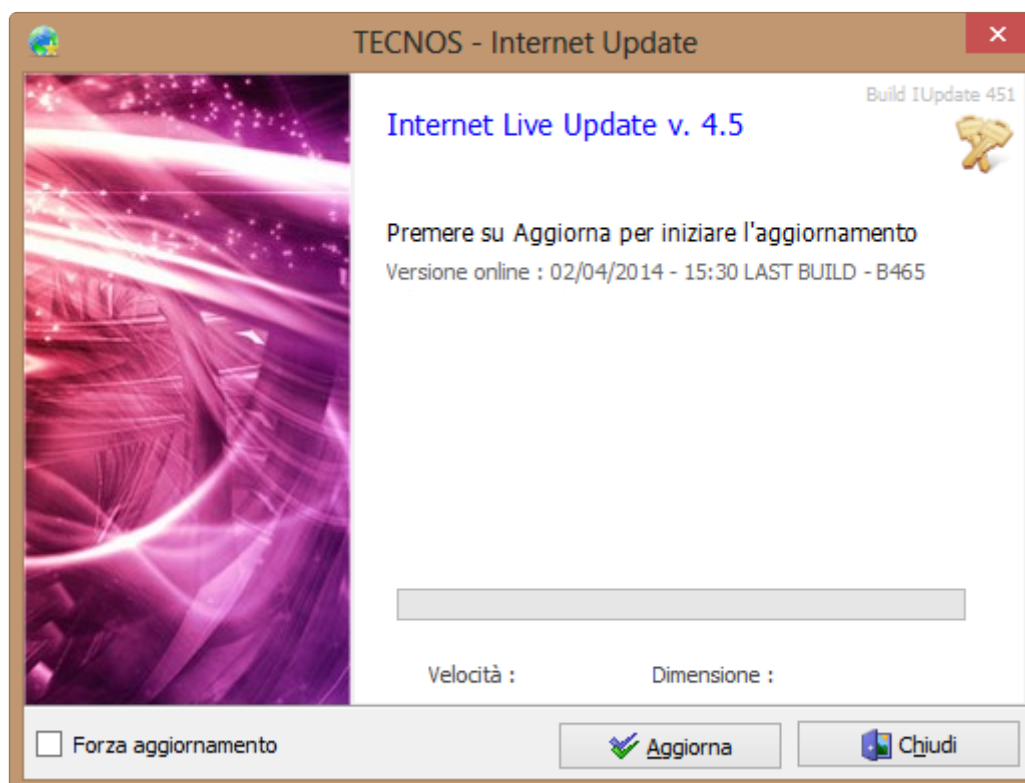 TECNOS - Internet Update
Build IUpdate 451
Internet Live Update v. 4.5
Premere su Aggiorna per iniziare l'aggiornamento
Versione online : 02/04/2014 - 15:30 LAST BUILD - B465
Velocità :
Dimensione :
Forza aggiornamento
Aggiorna
Chiudi